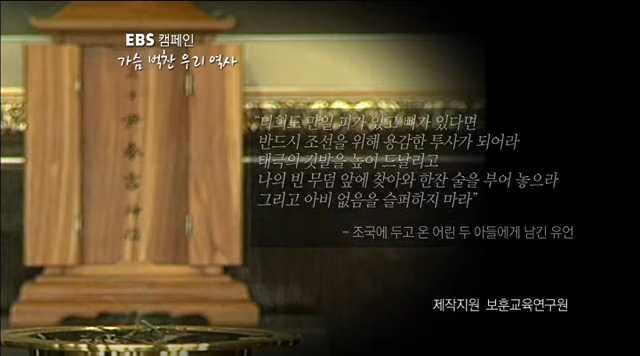 EBS 캠페인
가슴 벅찬 우리 역사
"너희도 만일 피가 있고 뼈가 있다면
반드시 조선을 위해 용감한 투사가 되어라
태극의 깃발을 높이 드날리고
나의 빈 무덤 앞에 찾아와 한잔 술을 부어 놓으라
그리고 아비 없음을 슬퍼하지 마라"
- 조국에 두고 온 어린 두 아들에게 남긴 유언
제작지원 보훈교육연구원
尹奉吉神位